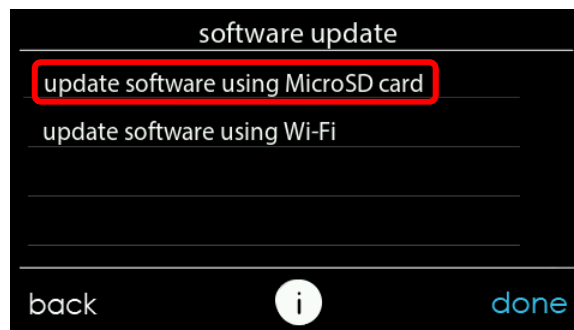 software update
update software using MicroSD card
update software using Wi-Fi
back i done